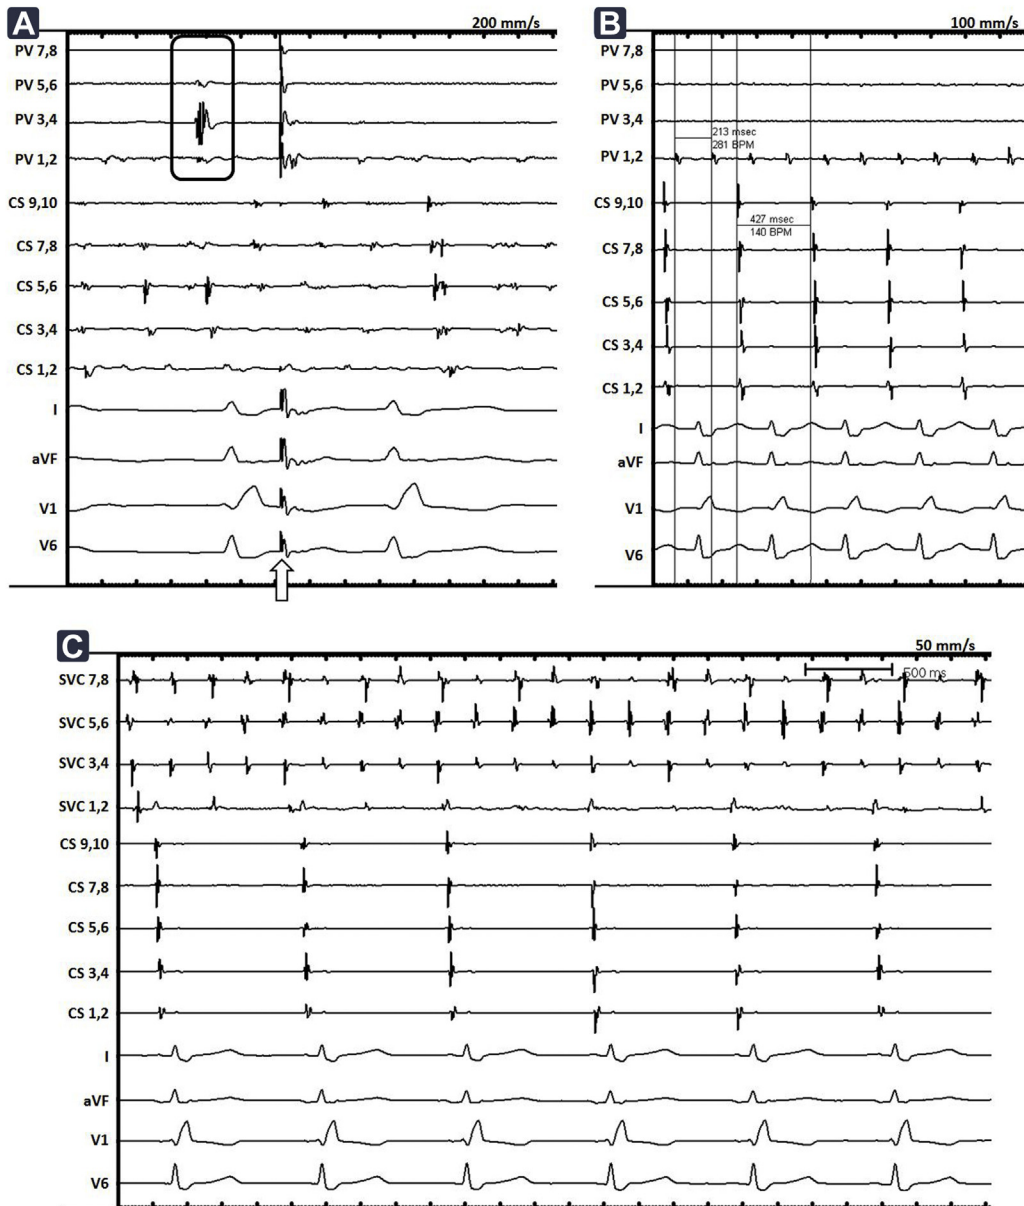 A
200 mm/s
PV 7,8
PV 5,6
PV 3,4
PV 1,2
CS 9,10
CS 7,8
CS 5,6
CS 3,4
CS 1,2
I
aVF
V1
V6
B
100 mm/s
PV 7,8
PV 5,6
PV 3,4
213 msec
PV 1,2
281 BPM
CS 9,10
427 msec
140 BPM
CS 7,8
CS 5,6
CS 3,4
CS 1,2
I
aVF
V1
V6
C
50 mm/s
SVC 7,8
500 ms
SVC 5,6
SVC 3,4
SVC 1,2
CS 9,10
CS 7,8
CS 5,6
CS 3,4
CS 1,2
I
aVF
V1
V6